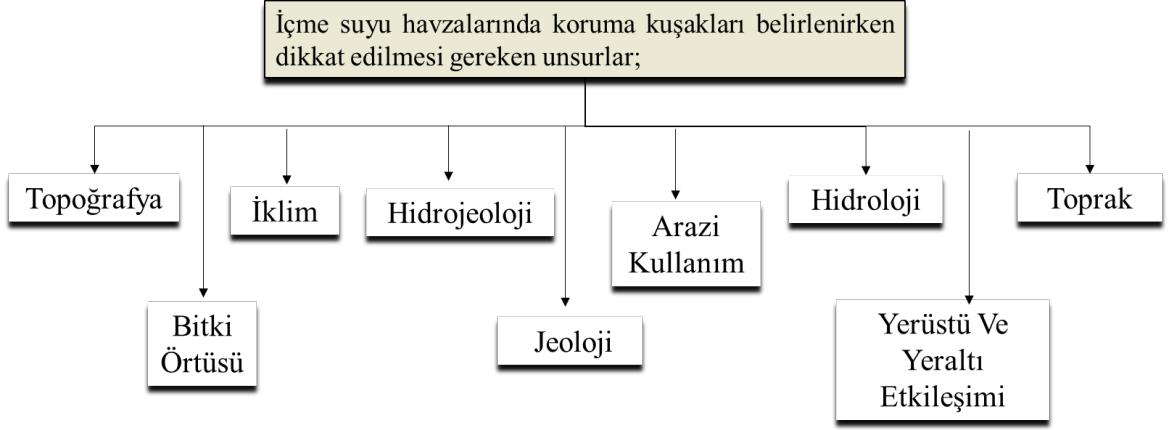 İçme suyu havzalarında koruma kuşakları belirlenirken
dikkat edilmesi gereken unsurlar;
Topoğrafya
İklim
Hidrojeoloji
Arazi
Kullanım
Hidroloji
Toprak
Bitki
Örtüsü
Jeoloji
Yerüstü Ve
Yeraltı
Etkileşimi